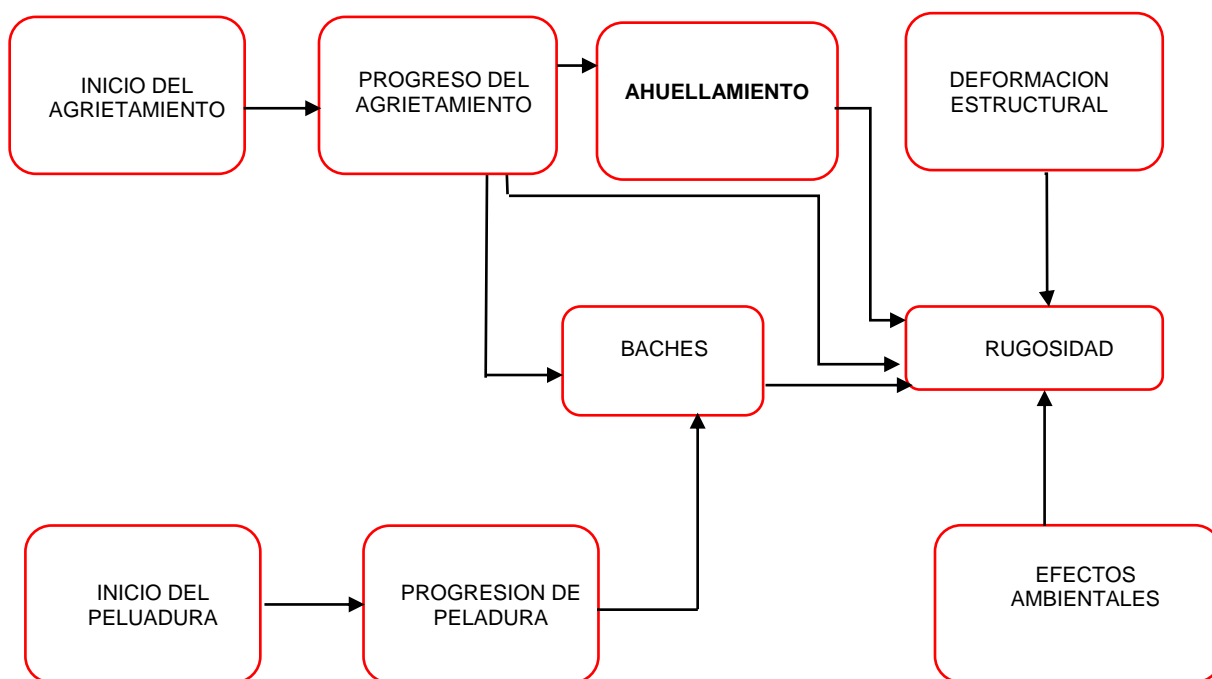 INICIO DEL
AGRIETAMIENTO
PROGRESO DEL
AGRIETAMIENTO
AHUELLAMIENTO
DEFORMACION
ESTRUCTURAL
BACHES
RUGOSIDAD
INICIO DEL
PELUADURA
PROGRESION DE
PELADURA
EFECTOS
AMBIENTALES